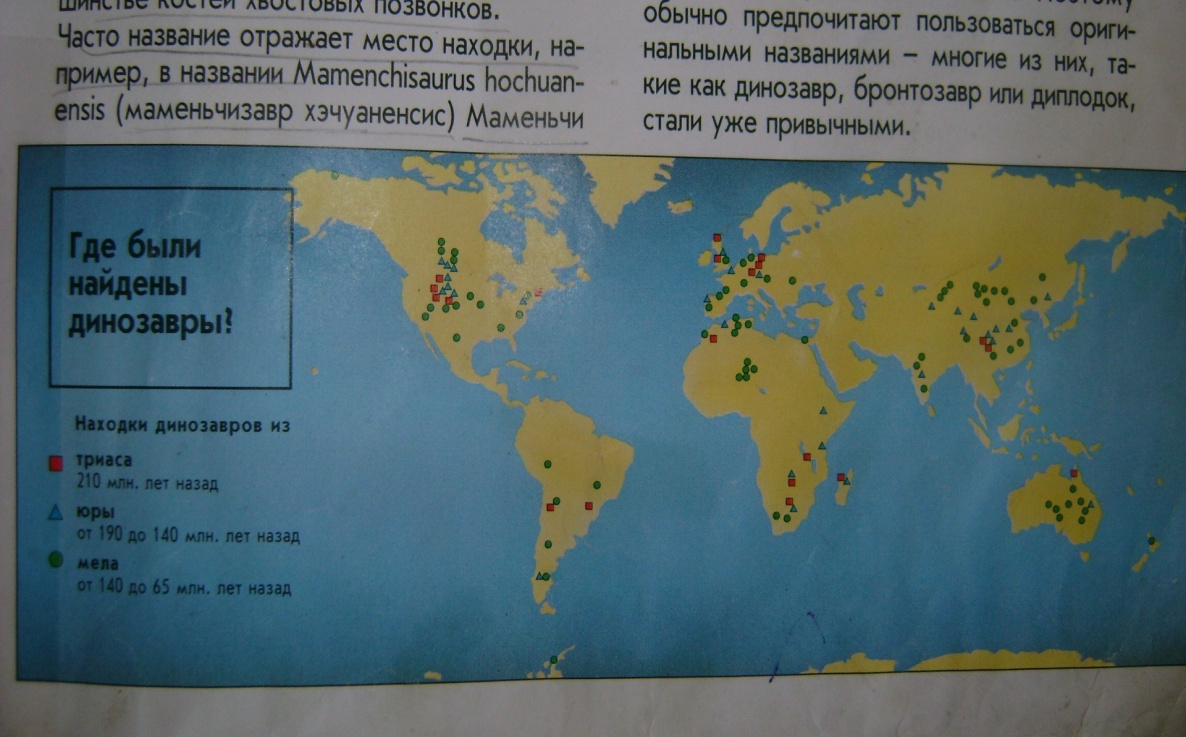 шинстве костей хвостовых позвонков.
Часто название отражает место находки, на-
пример, в названии Mamenchisaurus hochuan-
ensis (маменьчизавр хэчуаненсис) Маменьчи
обычно предпочитают пользоваться ориги-
нальными названиями – многие из них, та-
кие как динозавр, бронтозавр или диплодок,
стали уже привычными.
Где были
найдены
динозавры?
Находки динозавров из
триаса
210 млн. лет назад
юры
от 190 до 140 млн. лет назад
мела
от 140 до 65 млн. лет назад